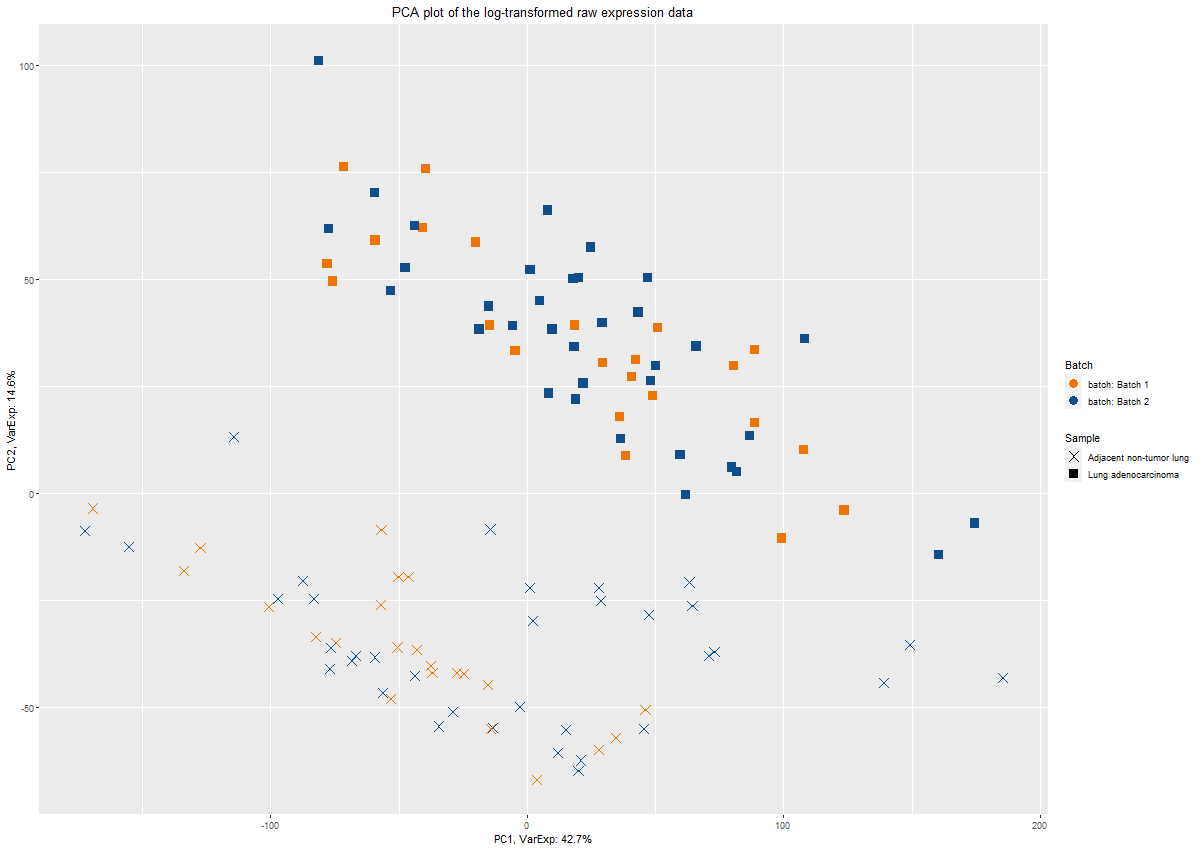 PCA plot of the log-transformed raw expression data
100
50
0
-50
PC2, VarExp: 14.6%
-100
0
100
200
PC1, VarExp: 42.7%
Batch
batch: Batch 1
batch: Batch 2
Sample
Adjacent non-tumor lung
Lung adenocarcinoma